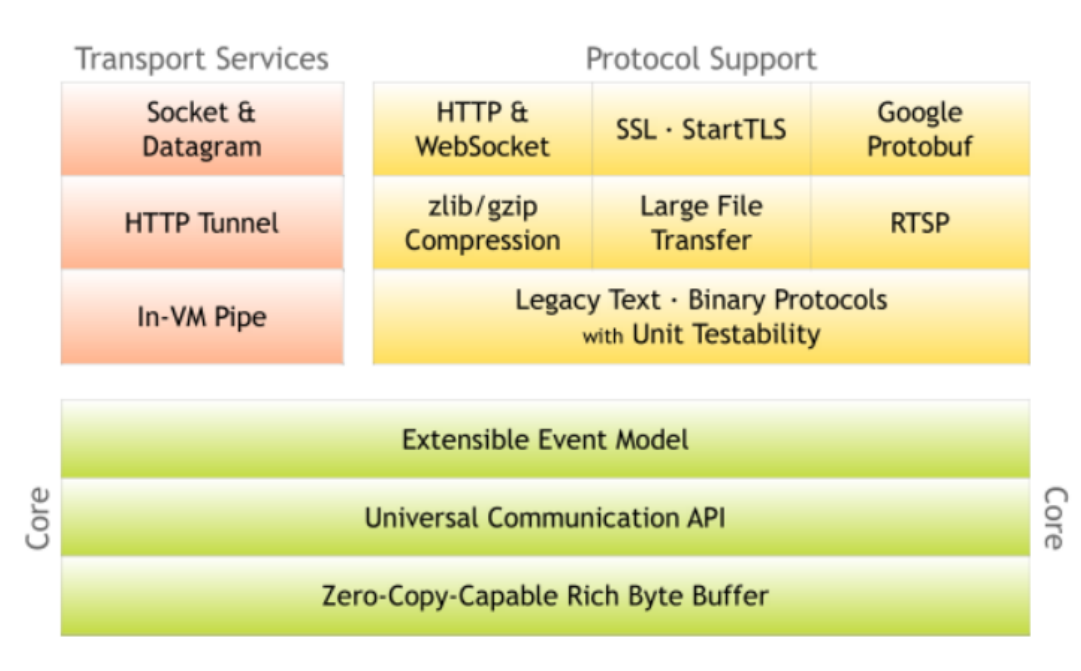 Transport Services
Protocol Support
Socket &
Datagram
HTTP Tunnel
In-VM Pipe
HTTP &
WebSocket
SSL · StartTLS
Google
Protobuf
zlib/gzip
Compression
Large File
Transfer
RTSP
Legacy Text · Binary Protocols
with Unit Testability
Core
Extensible Event Model
Universal Communication API
Zero-Copy-Capable Rich Byte Buffer
Core